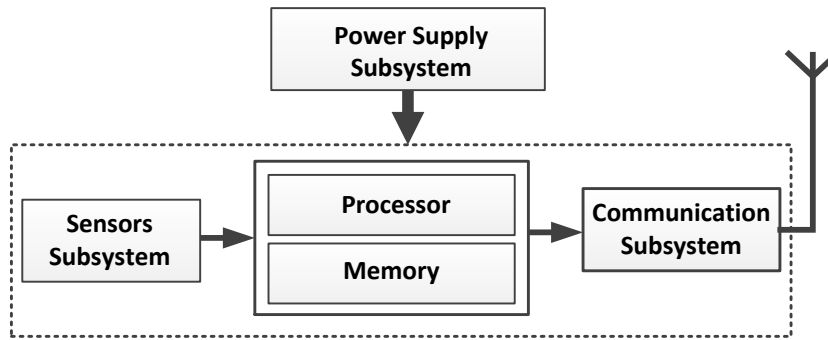 Power Supply
Subsystem
Sensors
Subsystem
Processor
Memory
Communication
Subsystem